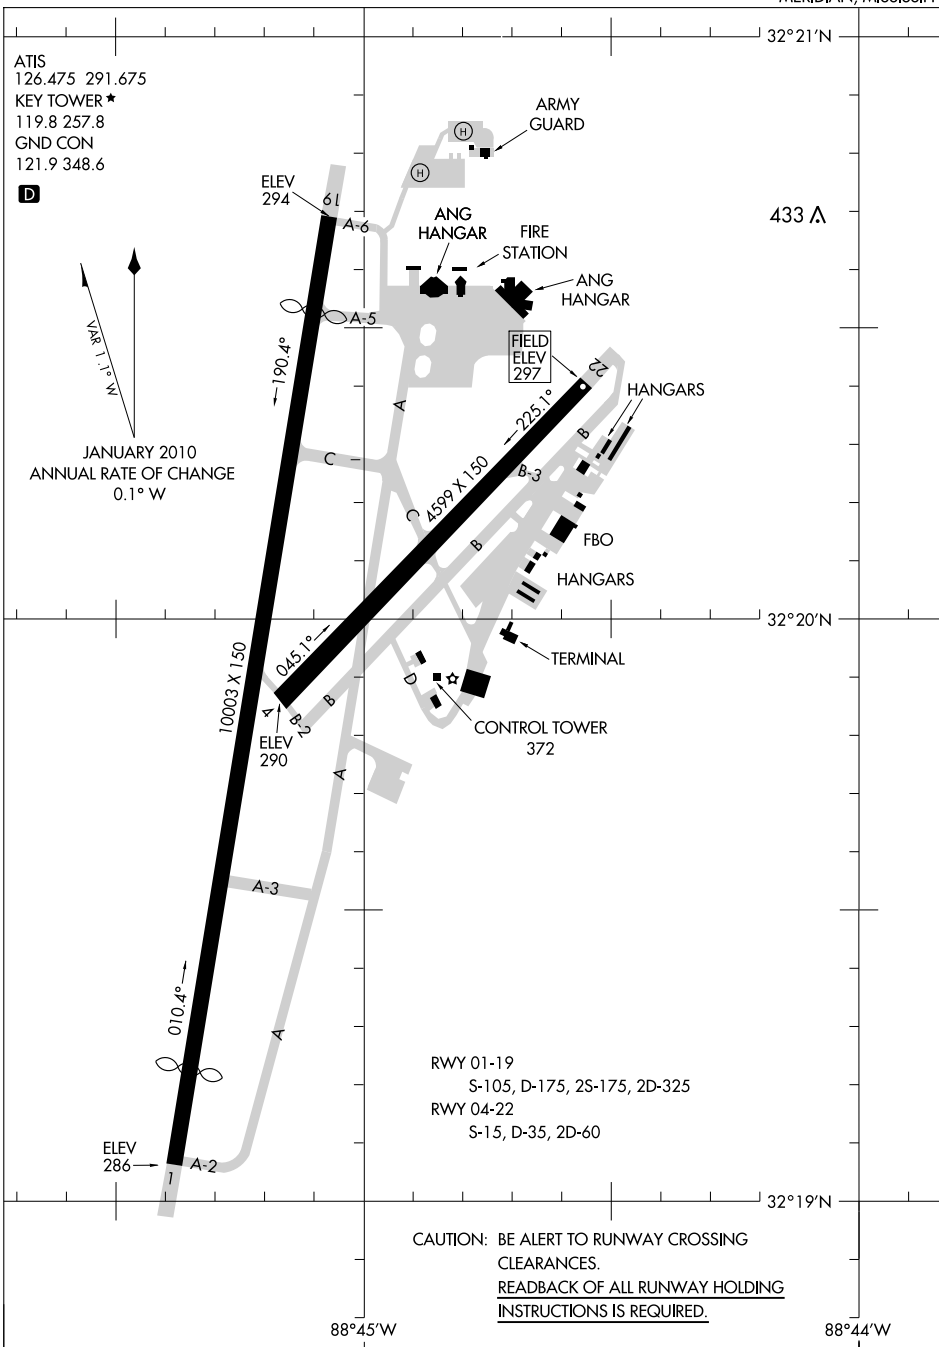 MERIDIAN, MISSISSIPPI
32°21'N
ATIS
126.475 291.675
KEY TOWER★
119.8 257.8
GND CON
121.9 348.6
D
ARMY
GUARD
H
H
ELEV
294
19
A-6
433
ANG
HANGAR
FIRE
STATION
ANG
HANGAR
A-5
VAR 1.1° W
190.4°
FIELD
ELEV
297
22
HANGARS
A
225.1°
B
JANUARY 2010
ANNUAL RATE OF CHANGE
0.1° W
C
4599 X 150
B-3
C
B
FBO
HANGARS
32°20'N
045.1°
TERMINAL
10003 X 150
D
4
B-2
B
ELEV
290
CONTROL TOWER
372
A
A-3
010.4°
A
RWY 01-19
S-105, D-175, 2S-175, 2D-325
RWY 04-22
S-15, D-35, 2D-60
ELEV
286
A-2
1
32°19'N
CAUTION: BE ALERT TO RUNWAY CROSSING
CLEARANCES.
READBACK OF ALL RUNWAY HOLDING
INSTRUCTIONS IS REQUIRED.
88°45'W
88°44'W